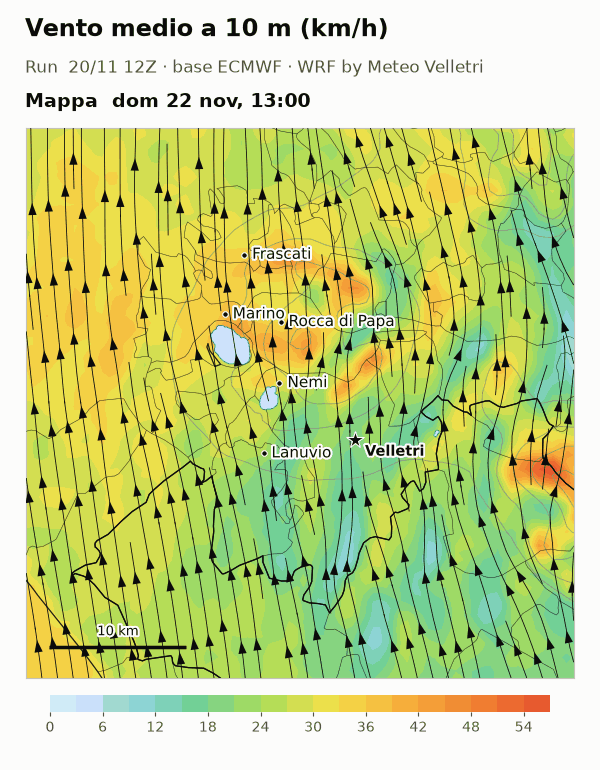 Vento medio a 10 m (km/h)
Run  20/11 12Z · base ECMWF · WRF by Meteo Velletri
Mappa  dom 22 nov, 13:00
Frascati
Marino
Rocca di Papa
Nemi
Velletri
Lanuvio
10 km
0 6 12 18 24 30 36 42 48 54